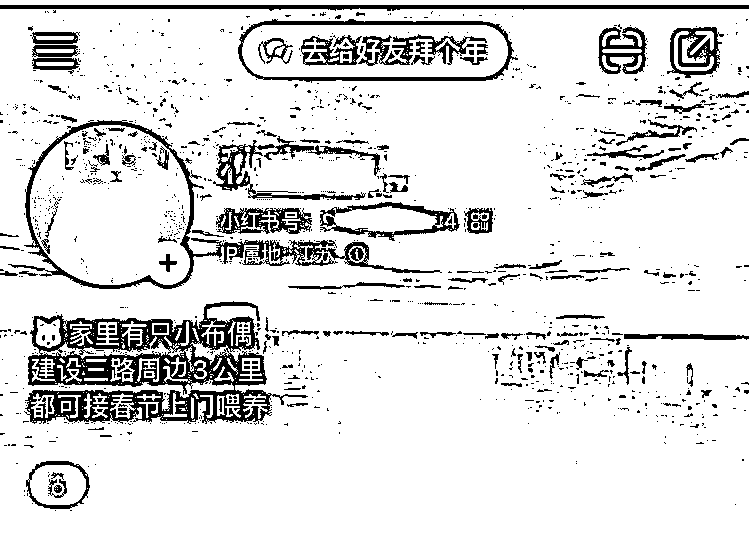 去给好友拜个年
小红书号:
IP属地:江苏
家里有只小布偶
建设三路周边3公里
都可接春节上门喂养